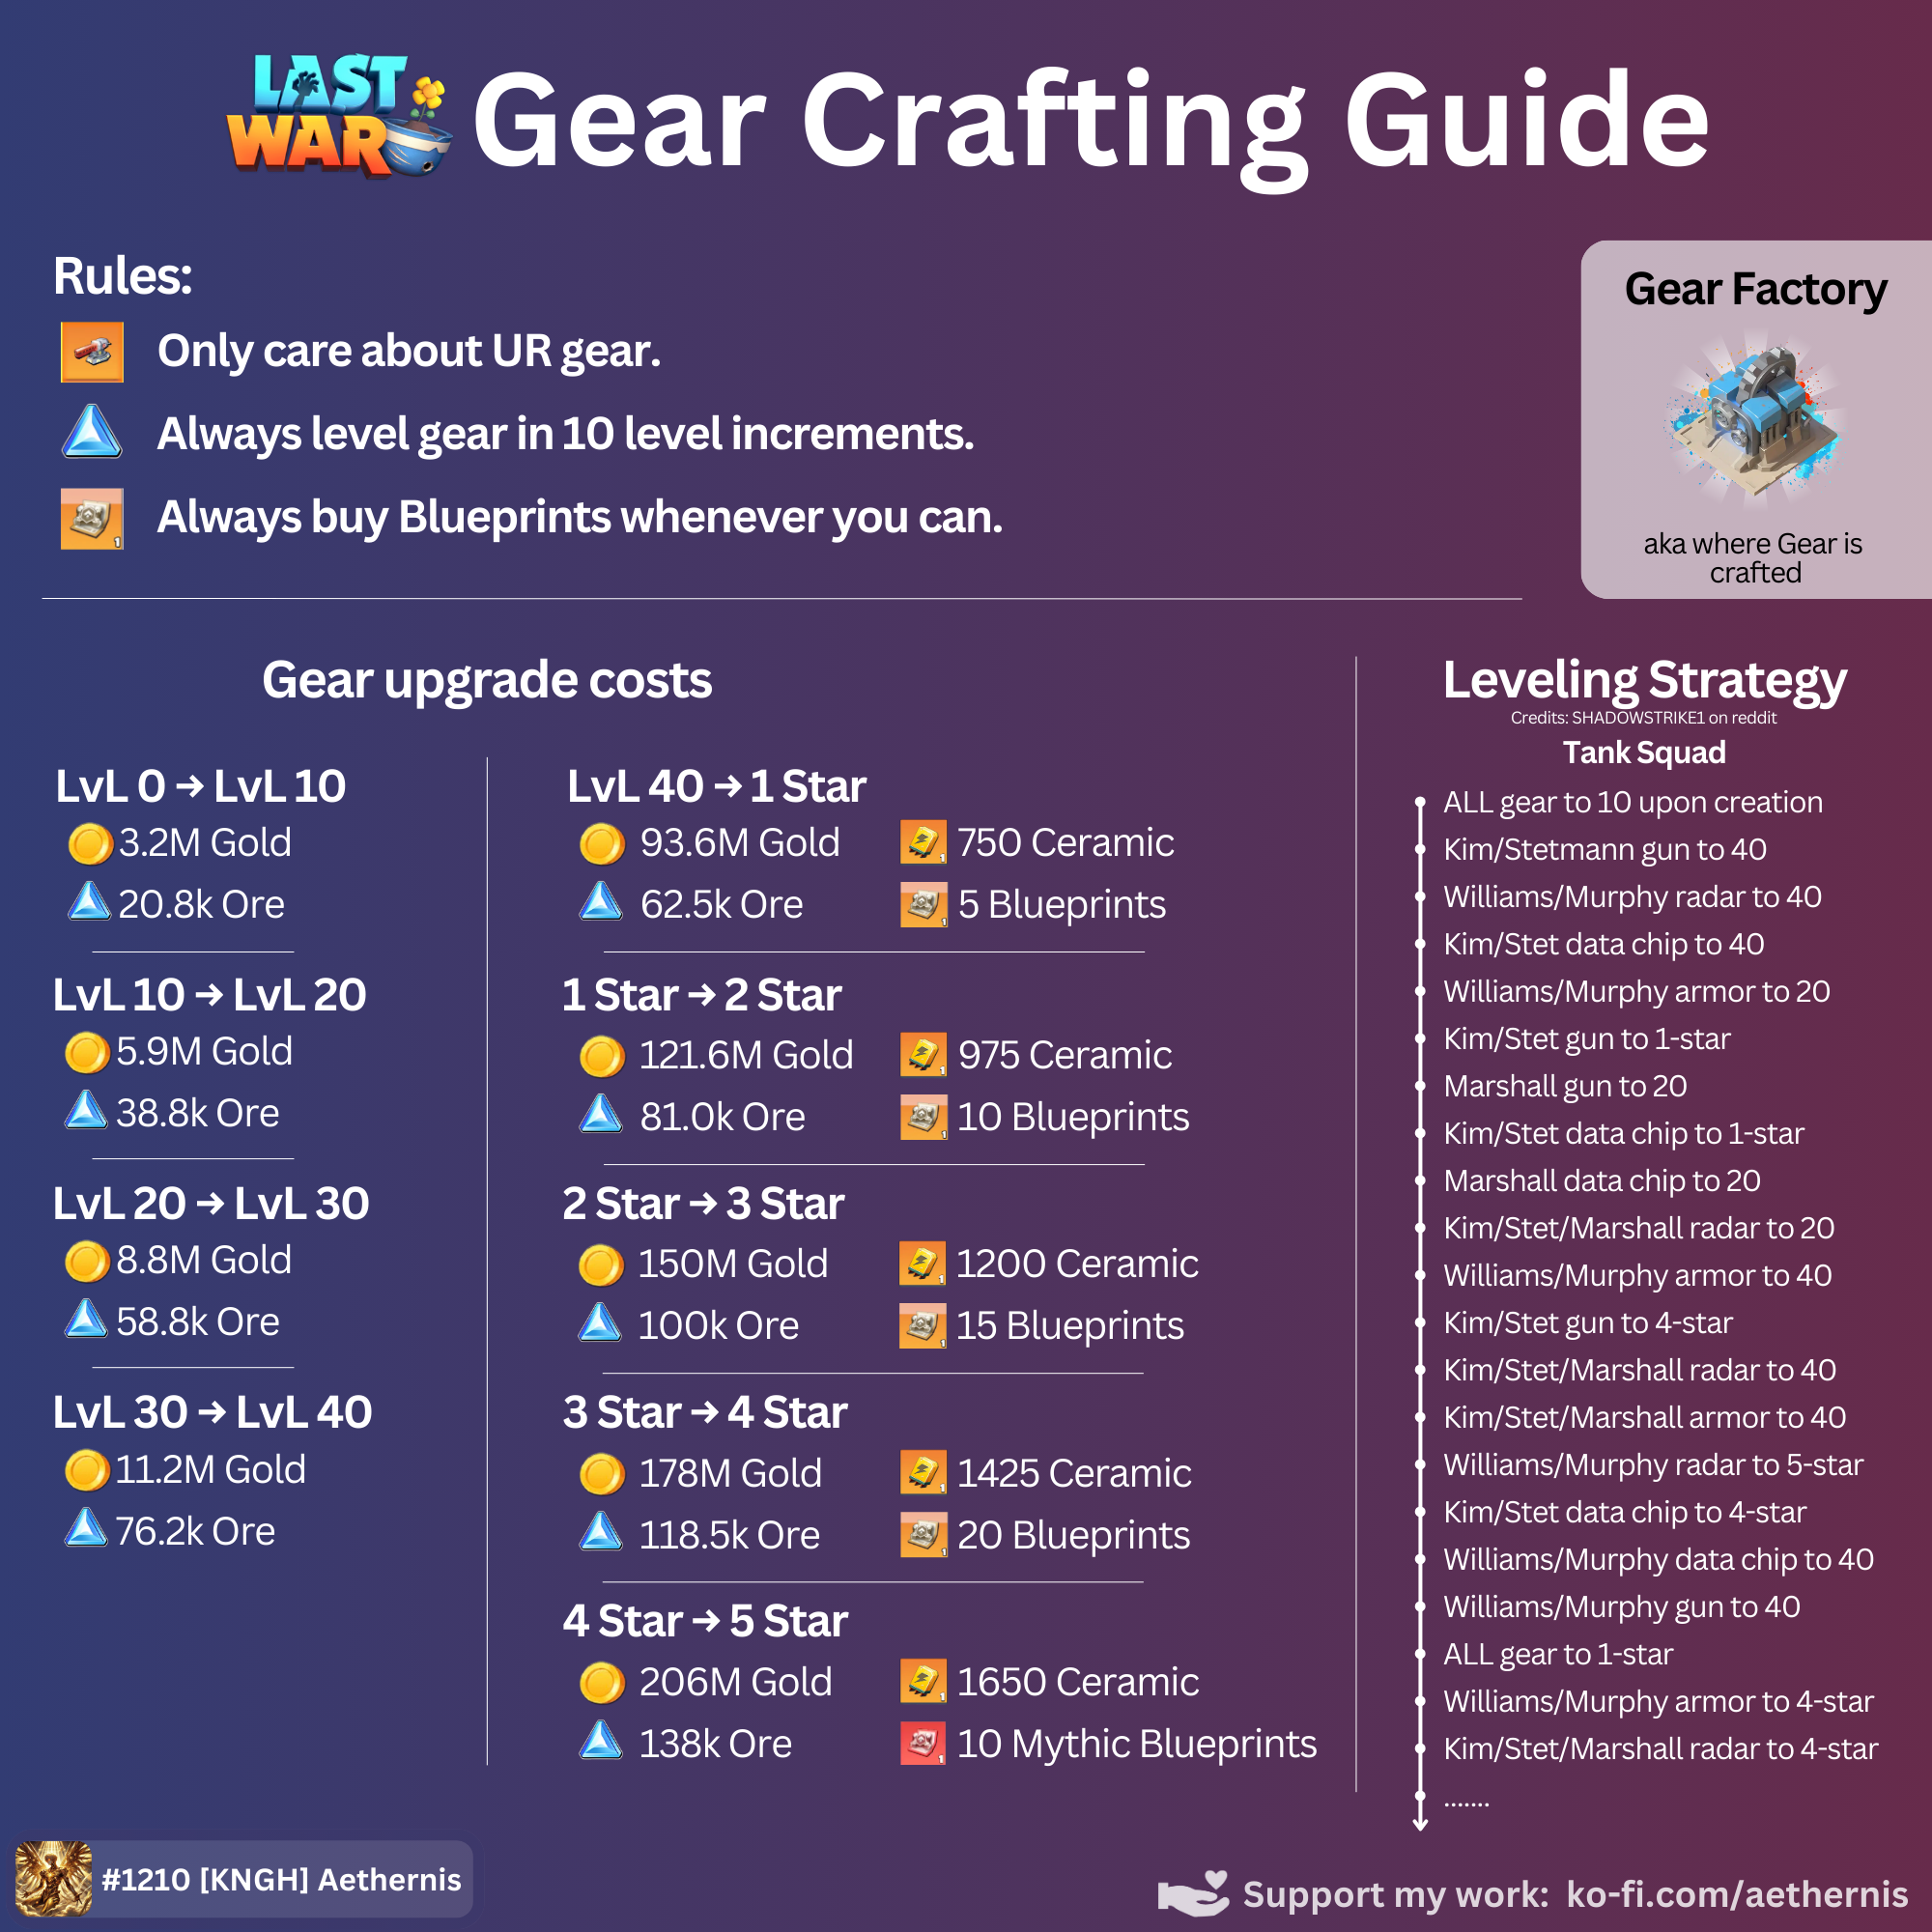 LAST
WAR
Gear Crafting Guide
Rules:
Only care about UR gear.
Always level gear in 10 level increments.
1
Always buy Blueprints whenever you can.
Gear Factory
aka where Gear is
crafted
Gear upgrade costs
LvL 0 → LvL 10
3.2M Gold
20.8k Ore
LvL 10 → LvL 20
5.9M Gold
38.8k Ore
LvL 20 → LvL 30
8.8M Gold
58.8k Ore
LvL 30 → LvL 40
11.2M Gold
76.2k Ore
LvL 40 → 1 Star
93.6M Gold
1
750 Ceramic
62.5k Ore
1
5 Blueprints
1 Star → 2 Star
121.6M Gold
1
975 Ceramic
81.0k Ore
1
10 Blueprints
2 Star → 3 Star
150M Gold
1
1200 Ceramic
100k Ore
1
15 Blueprints
3 Star → 4 Star
178M Gold
1
1425 Ceramic
118.5k Ore
1
20 Blueprints
4 Star → 5 Star
206M Gold
1
1650 Ceramic
138k Ore
1
10 Mythic Blueprints
Leveling Strategy
Credits: SHADOWSTRIKE1 on reddit
Tank Squad
ALL gear to 10 upon creation
Kim/Stetmann gun to 40
Williams/Murphy radar to 40
Kim/Stet data chip to 40
Williams/Murphy armor to 20
Kim/Stet gun to 1-star
Marshall gun to 20
Kim/Stet data chip to 1-star
Marshall data chip to 20
Kim/Stet/Marshall radar to 20
Williams/Murphy armor to 40
Kim/Stet gun to 4-star
Kim/Stet/Marshall radar to 40
Kim/Stet/Marshall armor to 40
Williams/Murphy radar to 5-star
Kim/Stet data chip to 4-star
Williams/Murphy data chip to 40
Williams/Murphy gun to 40
ALL gear to 1-star
Williams/Murphy armor to 4-star
Kim/Stet/Marshall radar to 4-star
.......
#1210 [KNGH] Aethernis
Support my work: ko-fi.com/aethernis